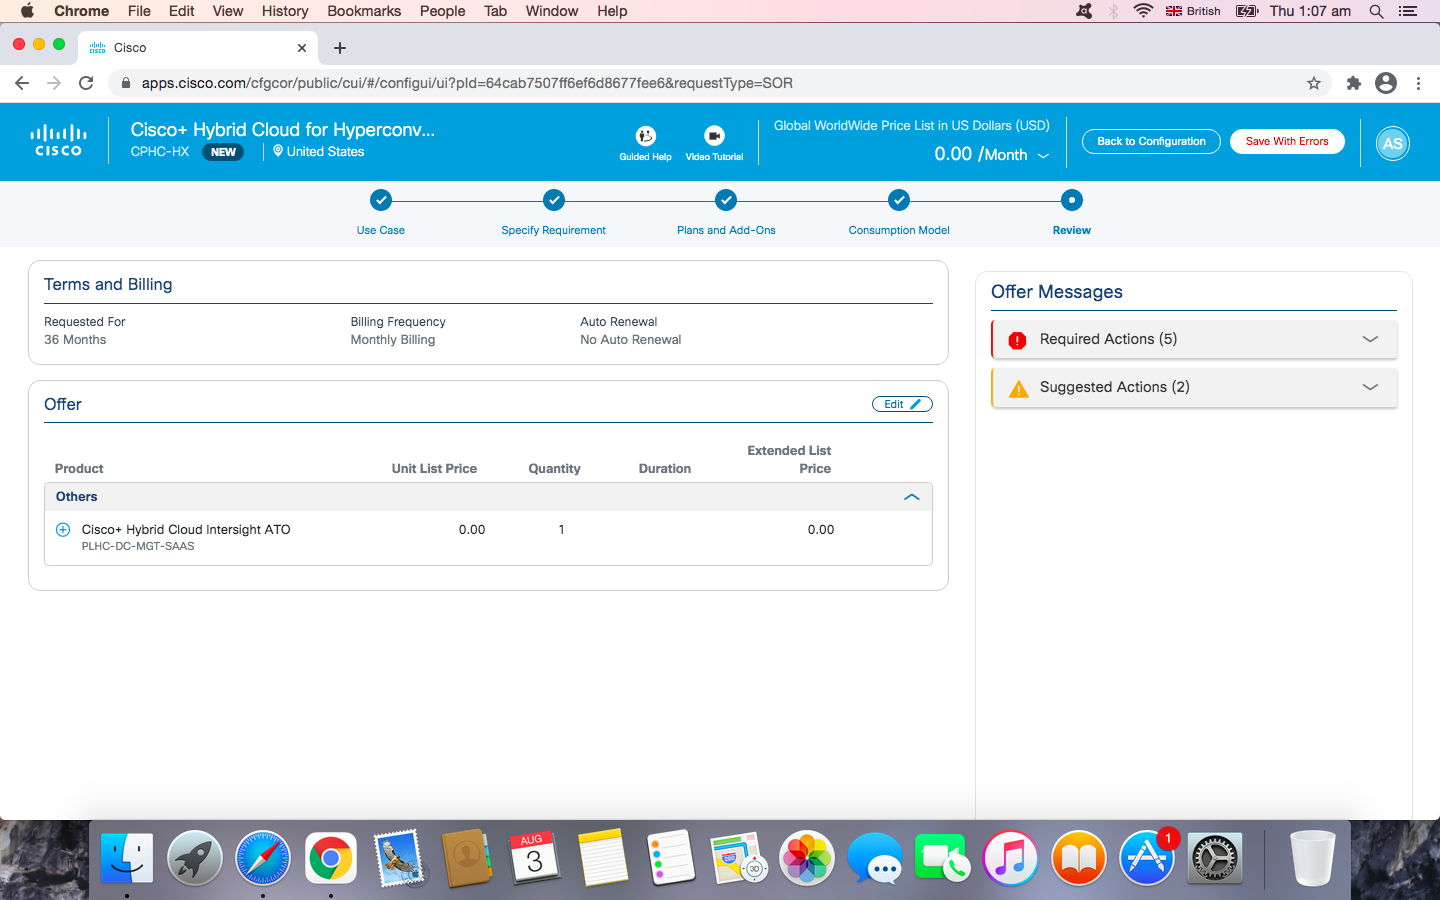 Chrome File Edit View History Bookmarks People Tab Window Help British Thu 1:07 am
Cisco
apps.cisco.com/cfgcor/public/cui/#/configui/ui?pId=64cab7507ff6ef6d8677fee6&requestType=SOR
CISCO
Cisco+ Hybrid Cloud for Hyperconv...
CPHC-HX NEW United States
Guided Help
Video Tutorial
Global WorldWide Price List in US Dollars (USD)
0.00 /Month
Back to Configuration
Save With Errors
AS
Use Case
Specify Requirement
Plans and Add-Ons
Consumption Model
Review
Terms and Billing
Requested For
36 Months
Billing Frequency
Monthly Billing
Auto Renewal
No Auto Renewal
Offer
Edit
Product
Unit List Price
Quantity
Duration
Extended List
Price
Others
Cisco+ Hybrid Cloud Intersight ATO 0.00 1 0.00
PLHC-DC-MGT-SAAS
Offer Messages
Required Actions (5)
Suggested Actions (2)
AUG
3
280
3D
1